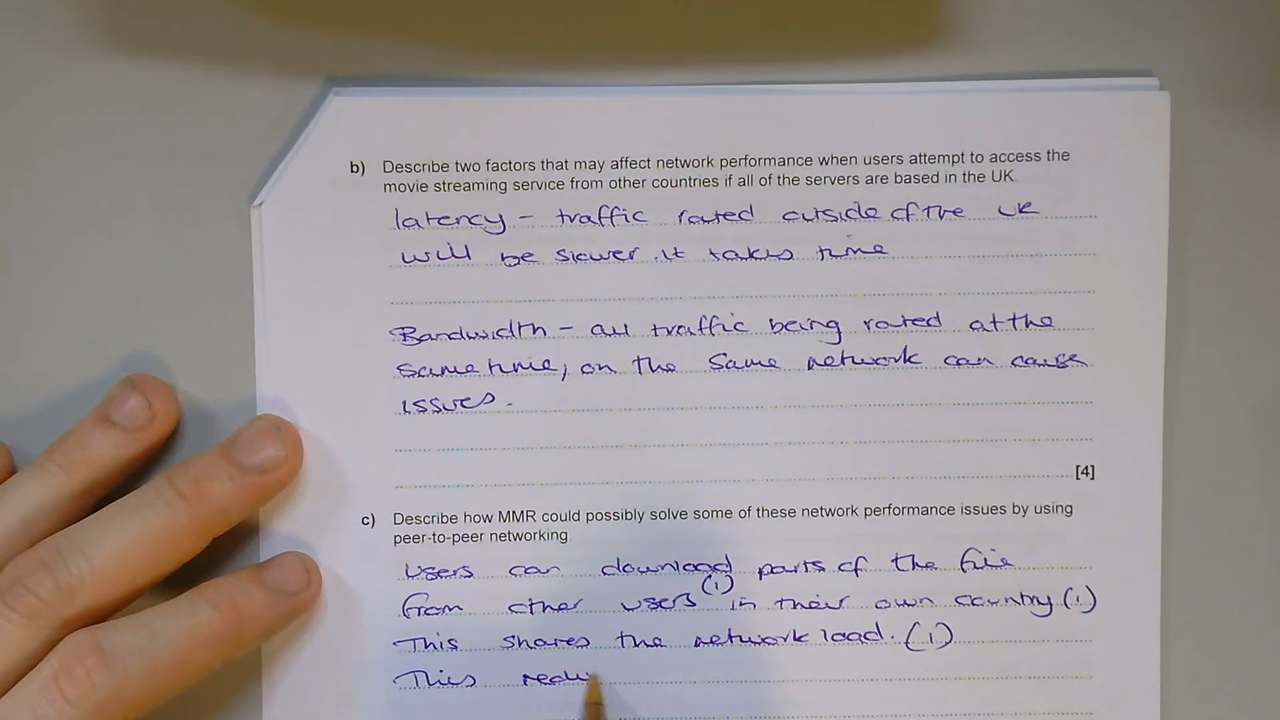 b) Describe two factors that may affect network performance when users attempt to access the
movie streaming service from other countries if all of the servers are based in the UK.
latency - traffic routed outside of the UK
will be slower. it takes time
Bandwidth - all traffic being routed at the
same time, on the same network can cause
issues.
[4]
c) Describe how MMR could possibly solve some of these network performance issues by using
peer-to-peer networking.
Users can download parts of the file
from other users (1) in their own country (1)
This shares the network load. (1)
This redu